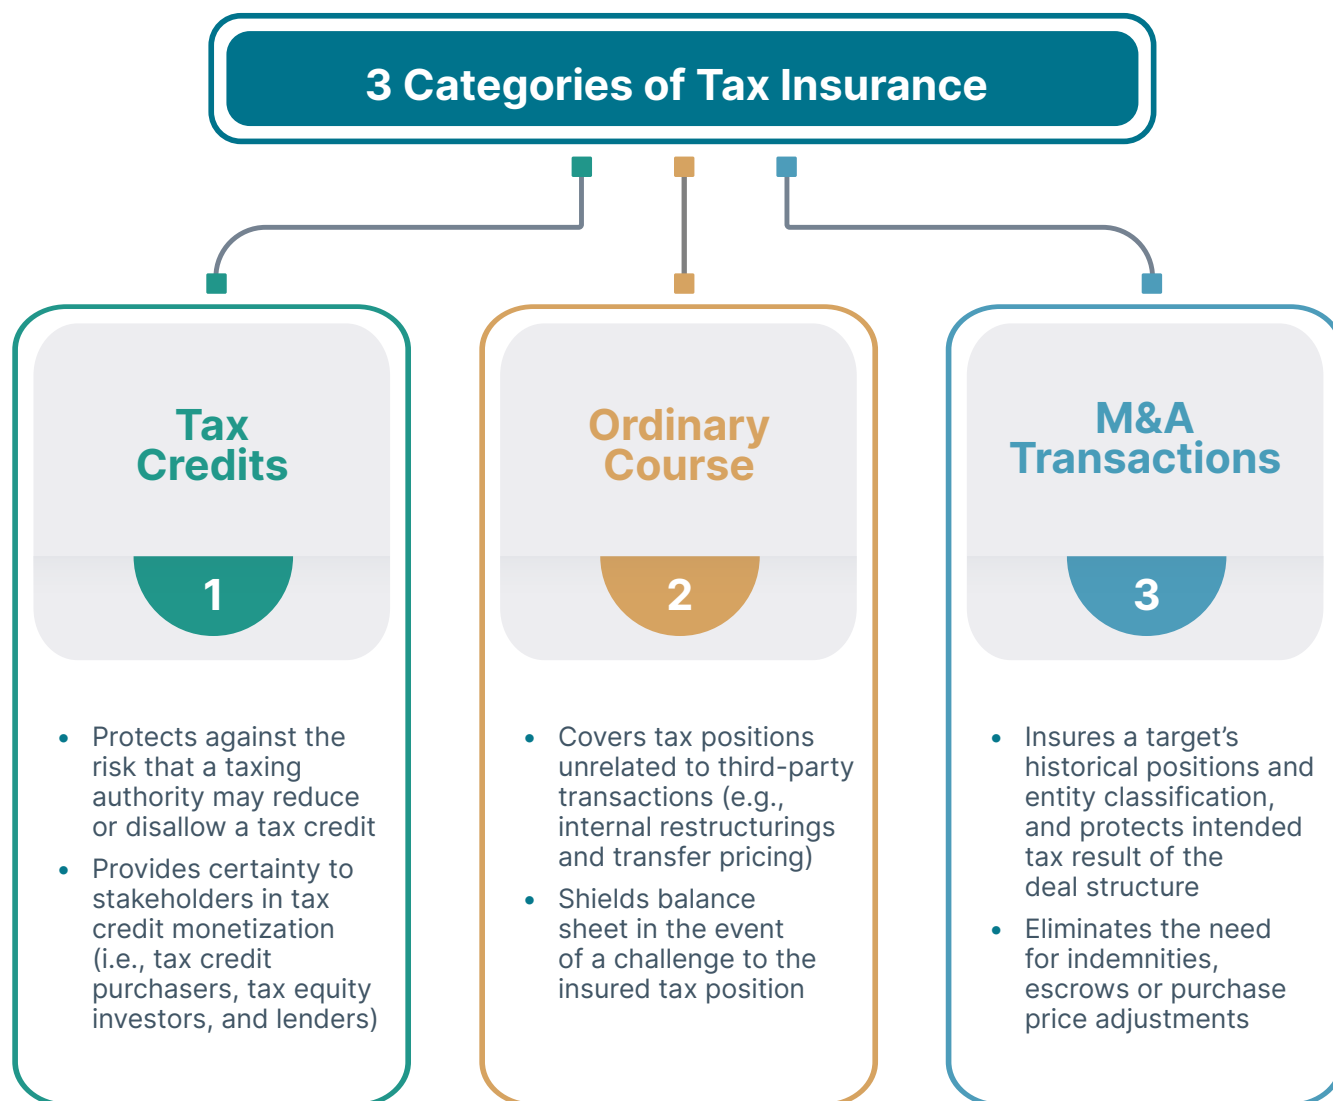 3 Categories of Tax Insurance
Tax
Credits
1
• Protects against the
risk that a taxing
authority may reduce
or disallow a tax credit
• Provides certainty to
stakeholders in tax
credit monetization
(i.e., tax credit
purchasers, tax equity
investors, and lenders)
Ordinary
Course
2
• Covers tax positions
unrelated to third-party
transactions (e.g.,
internal restructurings
and transfer pricing)
• Shields balance
sheet in the event
of a challenge to the
insured tax position
M&A
Transactions
3
• Insures a target’s
historical positions and
entity classification,
and protects intended
tax result of the
deal structure
• Eliminates the need
for indemnities,
escrows or purchase
price adjustments